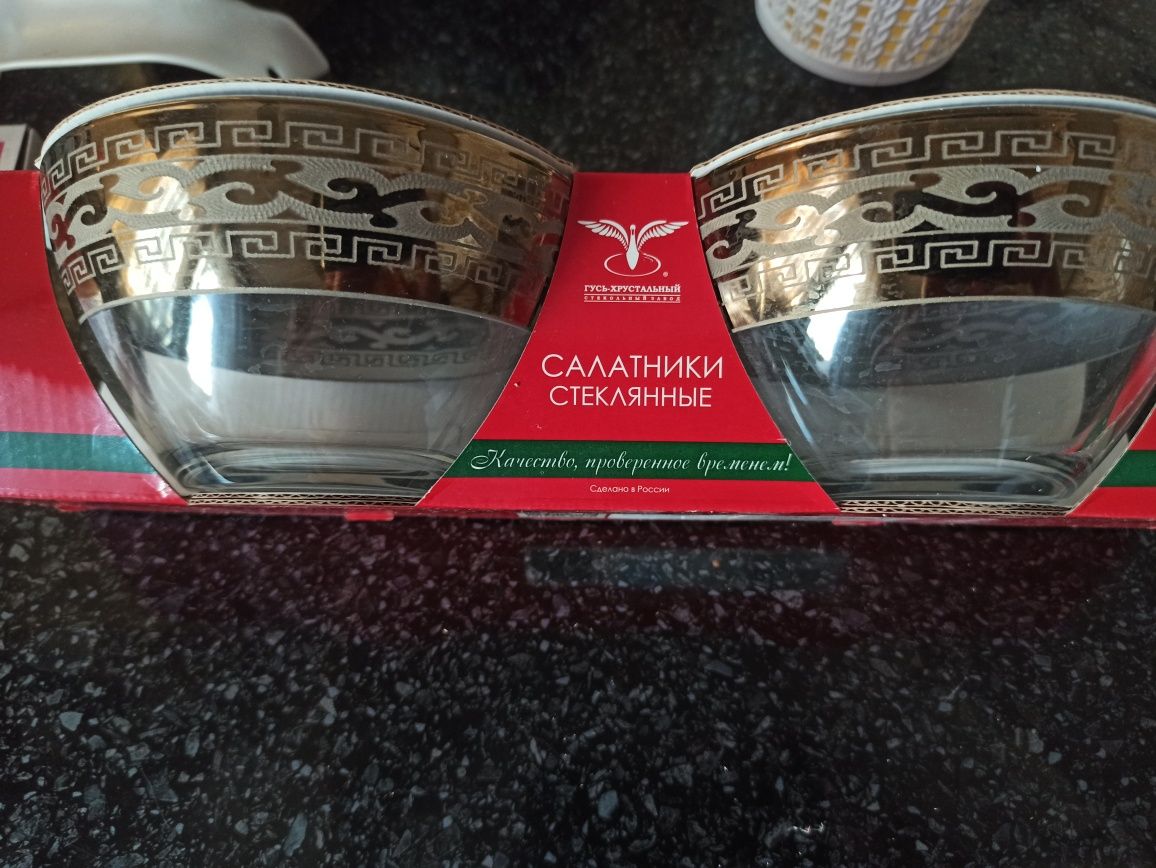 ®
ГУСЬ-ХРУСТАЛЬНЫЙ
СТЕКОЛЬНЫЙ ЗАВОД
САЛАТНИКИ
СТЕКЛЯННЫЕ
Качество, проверенное временем!
Сделано в России